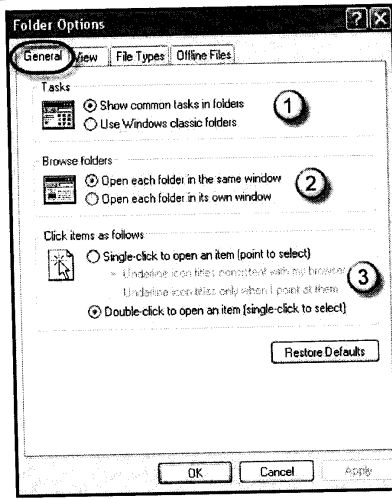 Folder Options
General View File Types Offline Files
Tasks
Show common tasks in folders
Use Windows classic folders
1
Browse folders
Open each folder in the same window
Open each folder in its own window
2
Click items as follows
Single-click to open an item (point to select)
Underline icon titles consistent with my browser
Underline icon titles only when I point at them
3
Double-click to open an item (single-click to select)
Restore Defaults
OK Cancel Apply